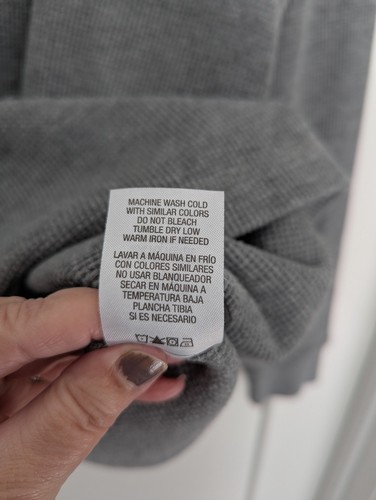 MACHINE WASH COLD
WITH SIMILAR COLORS
DO NOT BLEACH
TUMBLE DRY LOW
WARM IRON IF NEEDED
LAVAR A MÁQUINA EN FRÍO
CON COLORES SIMILARES
NO USAR BLANQUEADOR
SECAR EN MÁQUINA A
TEMPERATURA BAJA
PLANCHA TIBIA
SI ES NECESARIO